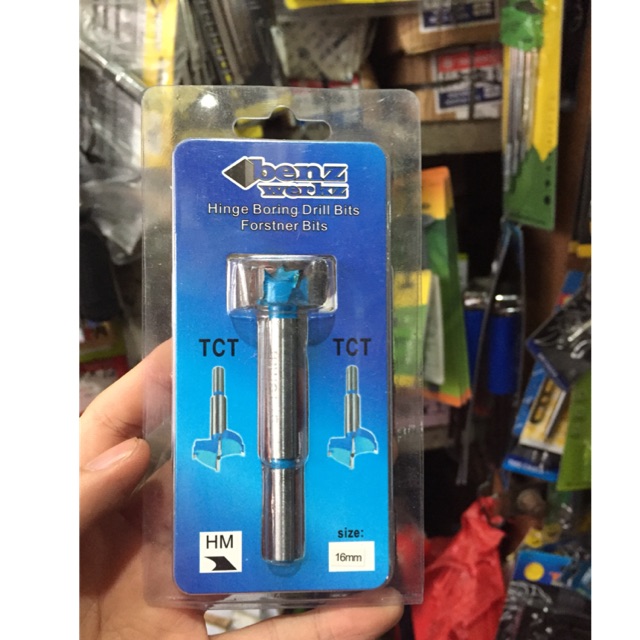 benz
werkz
Hinge Boring Drill Bits
Forstner Bits
TCT
TCT
HM
size:
16mm